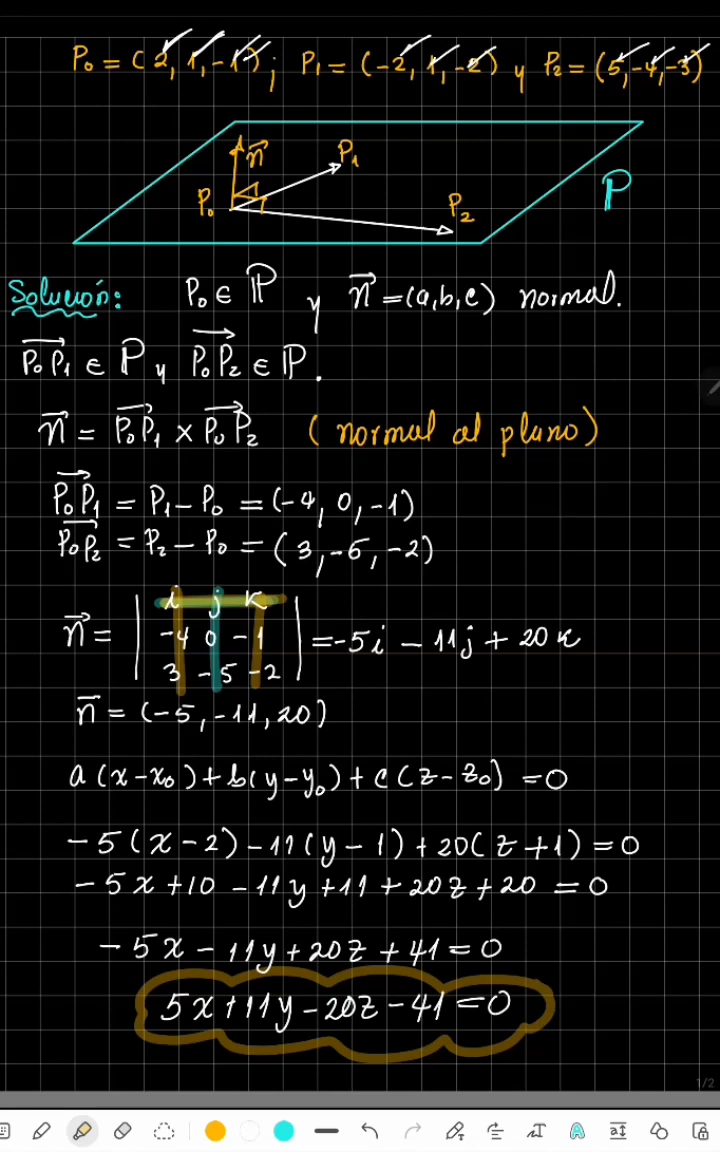 P₀ = (2, 1, -1); P₁ = (-2, 1, -2) y P₂ = (5, -4, -3)
n⃗
P₁
P₀
P₂
ℙ
Solución: P₀ ∈ ℙ y n⃗ = (a, b, c) normal.
P₀P₁⃗ ∈ ℙ y P₀P₂⃗ ∈ ℙ.
n⃗ = P₀P₁⃗ × P₀P₂⃗ (normal al plano)
P₀P₁⃗ = P₁ - P₀ = (-4, 0, -1)
P₀P₂⃗ = P₂ - P₀ = (3, -5, -2)
i j k
n⃗ = | -4 0 -1 | = -5i - 11j + 20k
3 -5 -2
n⃗ = (-5, -11, 20)
a(x - x₀) + b(y - y₀) + c(z - z₀) = 0
-5(x - 2) - 11(y - 1) + 20(z + 1) = 0
-5x + 10 - 11y + 11 + 20z + 20 = 0
-5x - 11y + 20z + 41 = 0
5x + 11y - 20z - 41 = 0
1/2